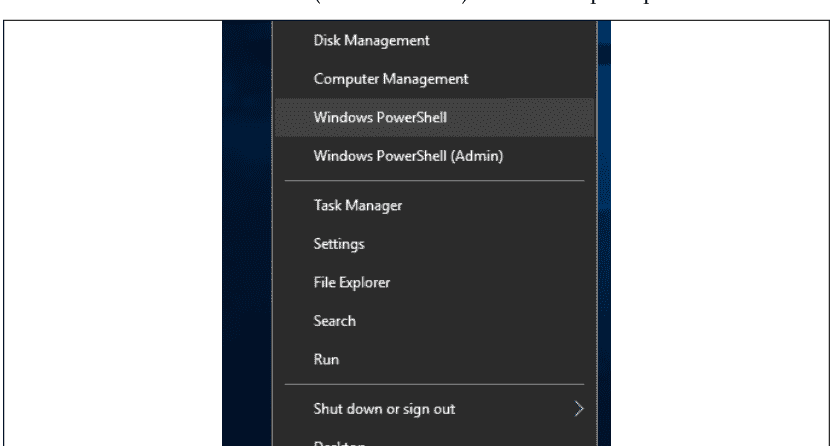 Disk Management
Computer Management
Windows PowerShell
Windows PowerShell (Admin)
Task Manager
Settings
File Explorer
Search
Run
Shut down or sign out
Desktop